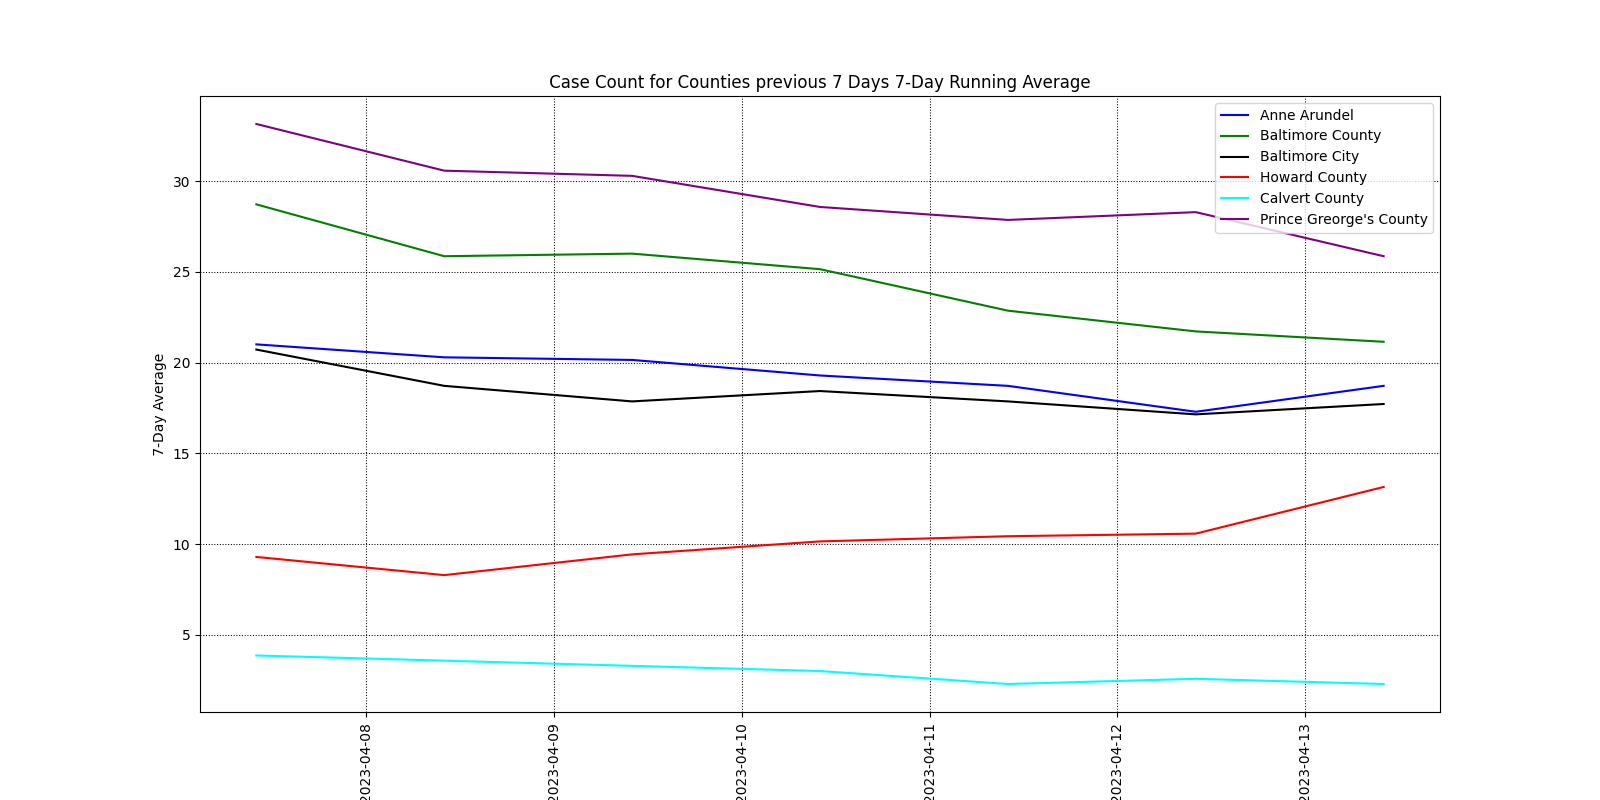 Case Count for Counties previous 7 Days 7-Day Running Average
Anne Arundel
Baltimore County
Baltimore City
Howard County
Calvert County
Prince Greorge's County
7-Day Average
30
25
20
15
10
5
2023-04-08
2023-04-09
2023-04-10
2023-04-11
2023-04-12
2023-04-13